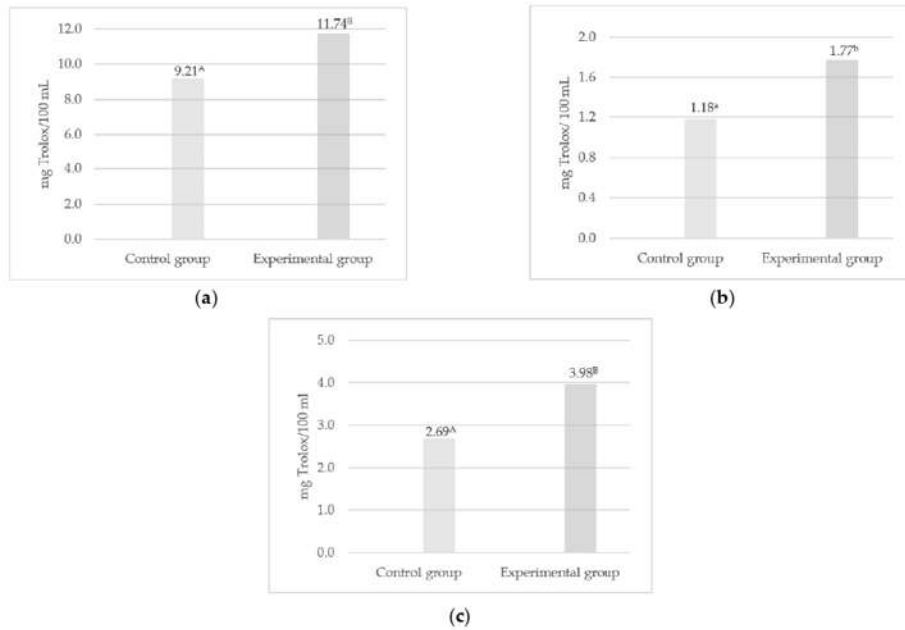 12.0
10.0
8.0
6.0
4.0
2.0
0.0
mg Trolox/100 mL
9.21ᴬ
11.74ᴮ
Control group Experimental group
(a)
2.0
1.6
1.2
0.8
0.4
0.0
mg Trolox/ 100 mL
1.18ᵃ
1.77ᵇ
Control group Experimental group
(b)
5.0
4.0
3.0
2.0
1.0
0.0
mg Trolox/100 ml
2.69ᴬ
3.98ᴮ
Control group Experimental group
(c)